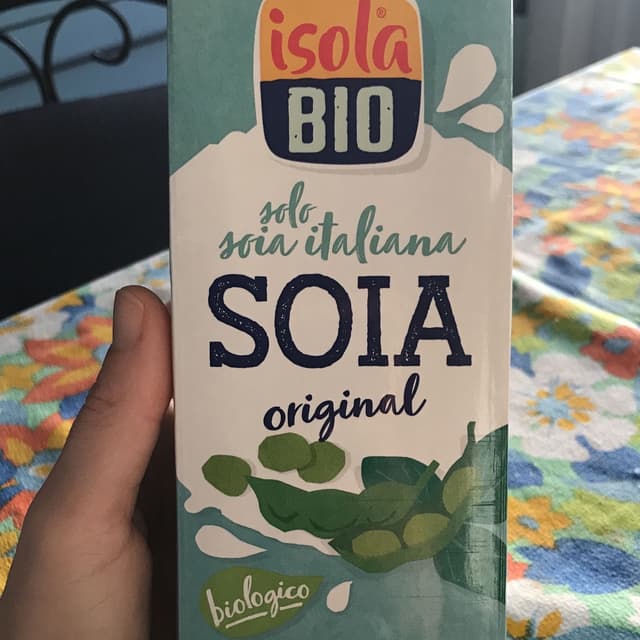 isola®
BIO
solo
soia italiana
SOIA
original
biologico